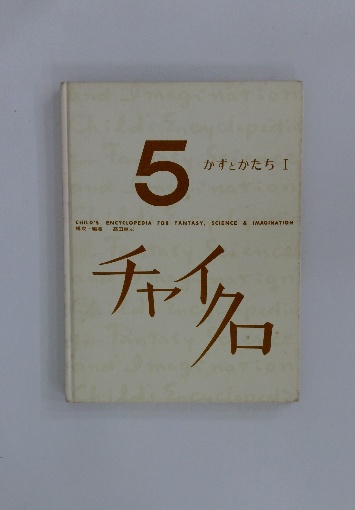 5
かずとかたち I
CHILD'S ENCYCLOPEDIA FOR FANTASY, SCIENCE & IMAGINATION
チャイクロ